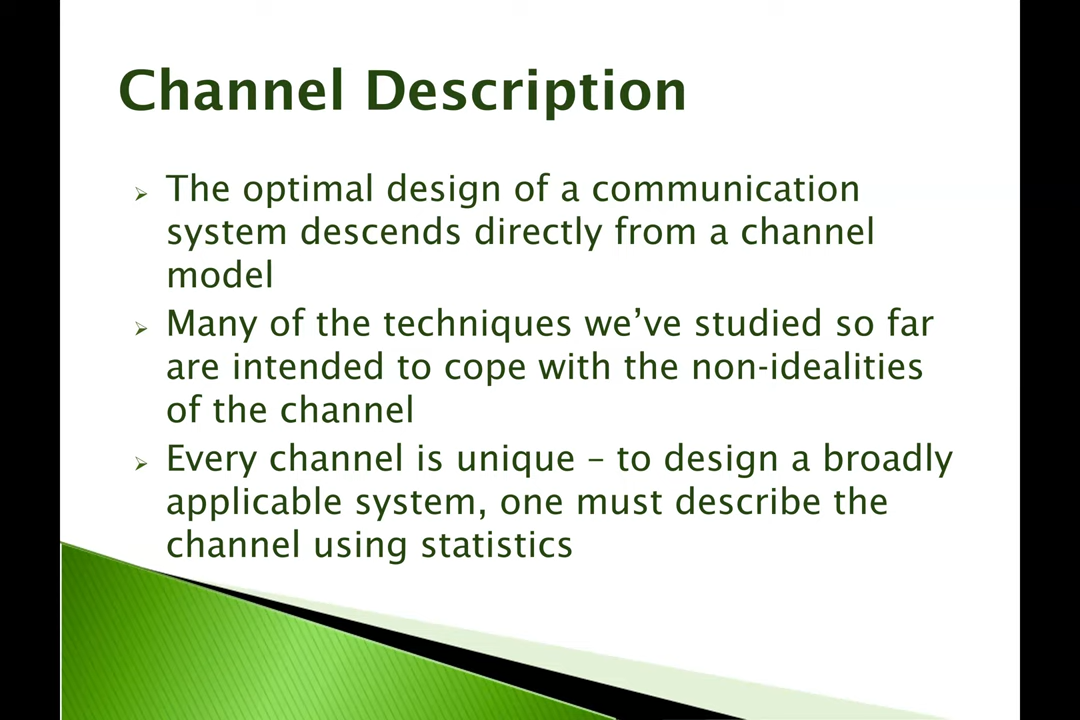 Channel Description
➢ The optimal design of a communication
system descends directly from a channel
model
➢ Many of the techniques we’ve studied so far
are intended to cope with the non-idealities
of the channel
➢ Every channel is unique – to design a broadly
applicable system, one must describe the
channel using statistics